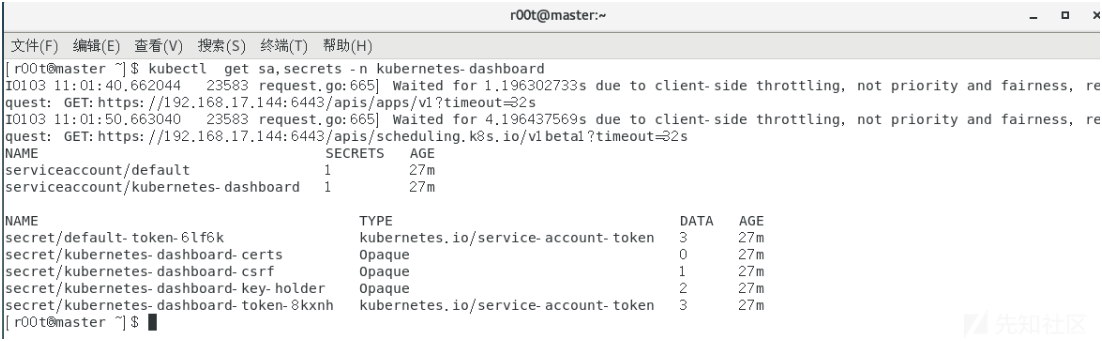 r00t@master:~
文件(F) 编辑(E) 查看(V) 搜索(S) 终端(T) 帮助(H)
[r00t@master ~]$ kubectl  get sa,secrets -n kubernetes-dashboard
I0103 11:01:40.662044   23583 request.go:665] Waited for 1.196302733s due to client-side throttling, not priority and fairness, re
quest: GET:https://192.168.17.144:6443/apis/apps/v1?timeout=32s
I0103 11:01:50.663040   23583 request.go:665] Waited for 4.196437569s due to client-side throttling, not priority and fairness, re
quest: GET:https://192.168.17.144:6443/apis/scheduling.k8s.io/v1beta1?timeout=32s
NAME                                  SECRETS   AGE
serviceaccount/default                1         27m
serviceaccount/kubernetes-dashboard   1         27m
NAME                                      TYPE                                  DATA   AGE
secret/default-token-6lf6k                kubernetes.io/service-account-token   3      27m
secret/kubernetes-dashboard-certs         Opaque                                0      27m
secret/kubernetes-dashboard-csrf          Opaque                                1      27m
secret/kubernetes-dashboard-key-holder    Opaque                                2      27m
secret/kubernetes-dashboard-token-8kxnh   kubernetes.io/service-account-token   3      27m
[r00t@master ~]$
先知社区